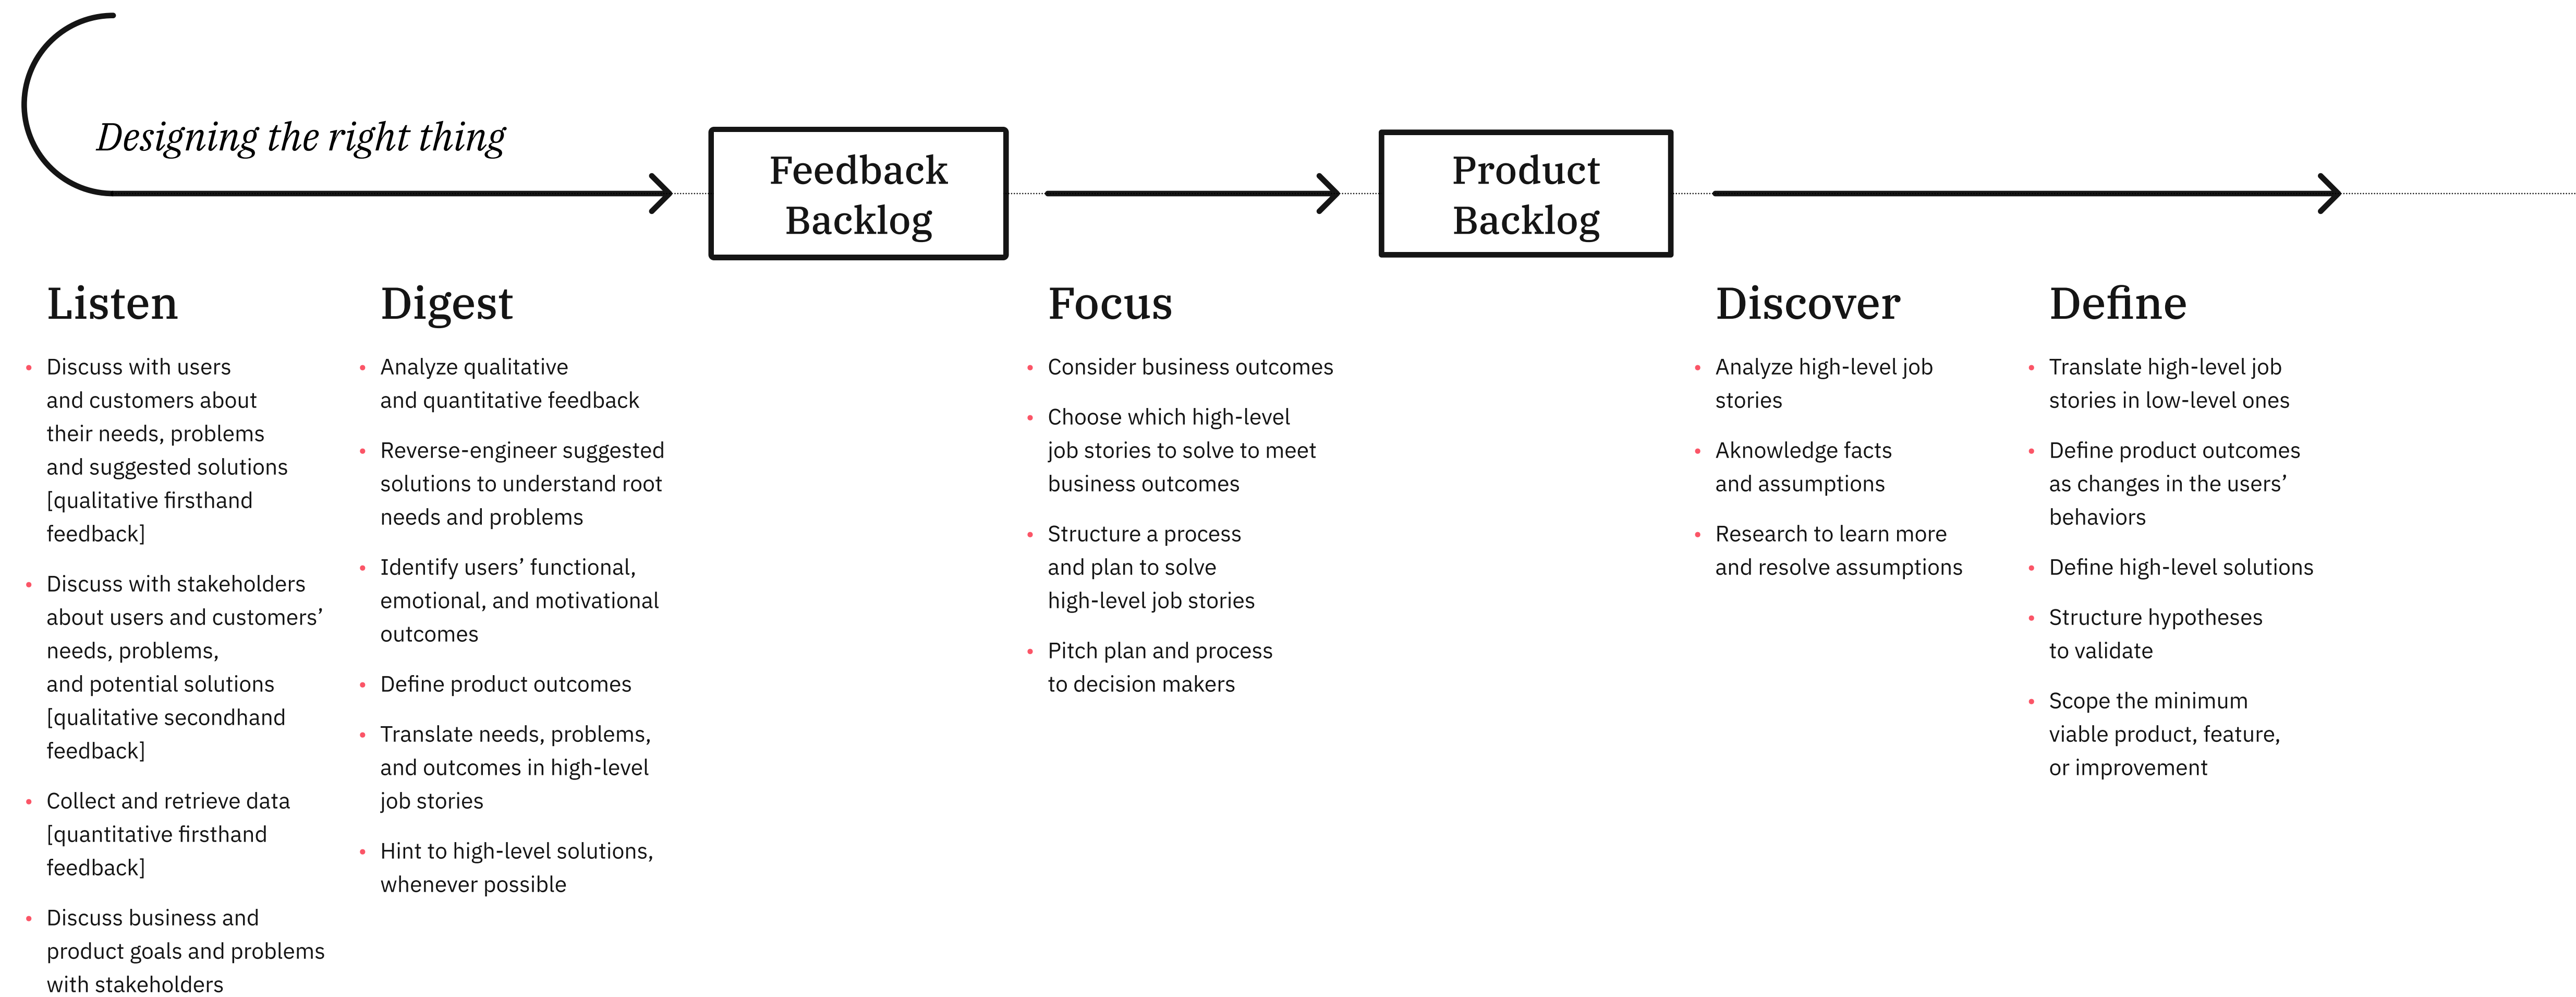 Designing the right thing
Feedback
Backlog
Product
Backlog
Listen
• Discuss with users
and customers about
their needs, problems
and suggested solutions
[qualitative firsthand
feedback]
• Discuss with stakeholders
about users and customers’
needs, problems,
and potential solutions
[qualitative secondhand
feedback]
• Collect and retrieve data
[quantitative firsthand
feedback]
• Discuss business and
product goals and problems
with stakeholders
Digest
• Analyze qualitative
and quantitative feedback
• Reverse-engineer suggested
solutions to understand root
needs and problems
• Identify users’ functional,
emotional, and motivational
outcomes
• Define product outcomes
• Translate needs, problems,
and outcomes in high-level
job stories
• Hint to high-level solutions,
whenever possible
Focus
• Consider business outcomes
• Choose which high-level
job stories to solve to meet
business outcomes
• Structure a process
and plan to solve
high-level job stories
• Pitch plan and process
to decision makers
Discover
• Analyze high-level job
stories
• Aknowledge facts
and assumptions
• Research to learn more
and resolve assumptions
Define
• Translate high-level job
stories in low-level ones
• Define product outcomes
as changes in the users’
behaviors
• Define high-level solutions
• Structure hypotheses
to validate
• Scope the minimum
viable product, feature,
or improvement